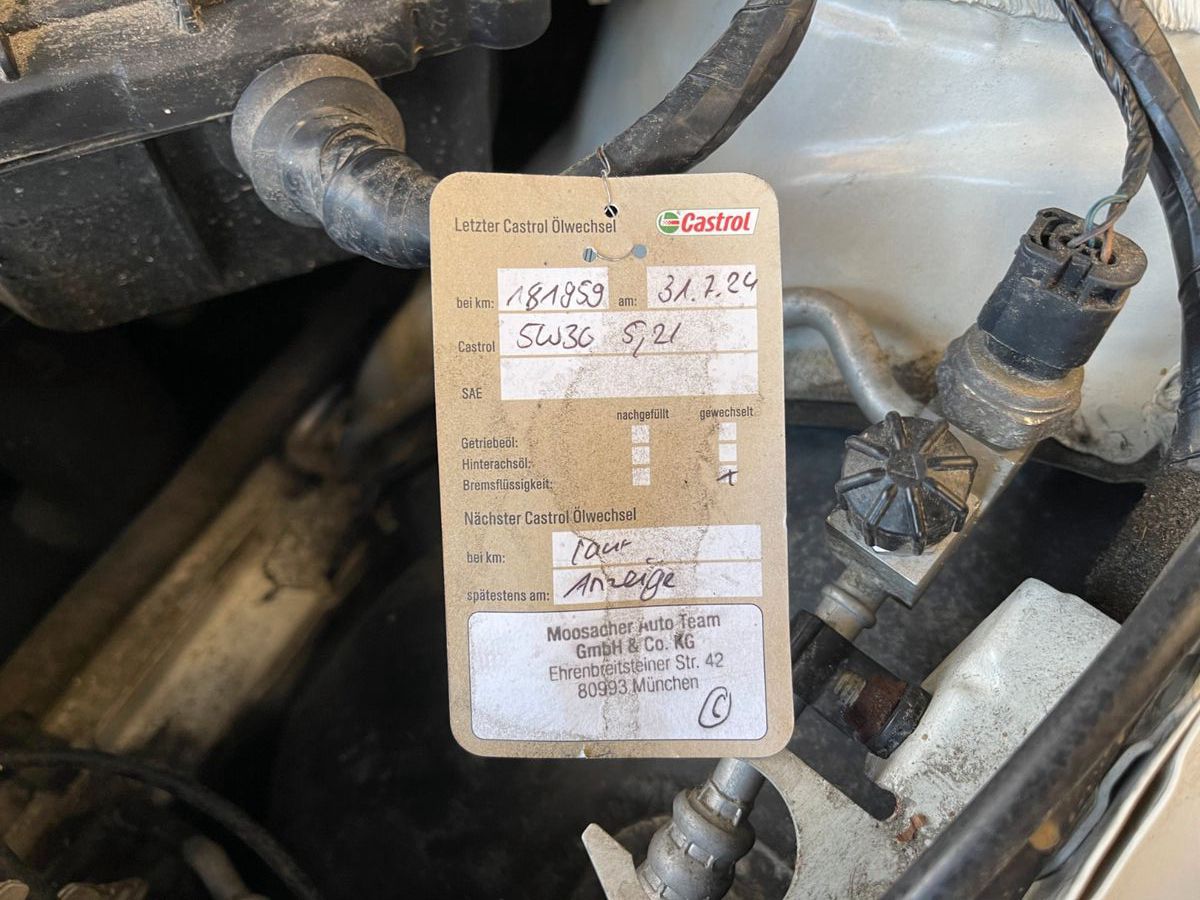 Letzter Castrol Ölwechsel Castrol
bei km: 181959 am: 31.7.24
Castrol 5W30 5,2l
SAE
nachgefüllt gewechselt
Getriebeöl:
Hinterachsöl:
Bremsflüssigkeit: x
Nächster Castrol Ölwechsel
bei km: laut
spätestens am: Anzeige
Moosacher Auto Team
GmbH & Co. KG
Ehrenbreitsteiner Str. 42
80993 München